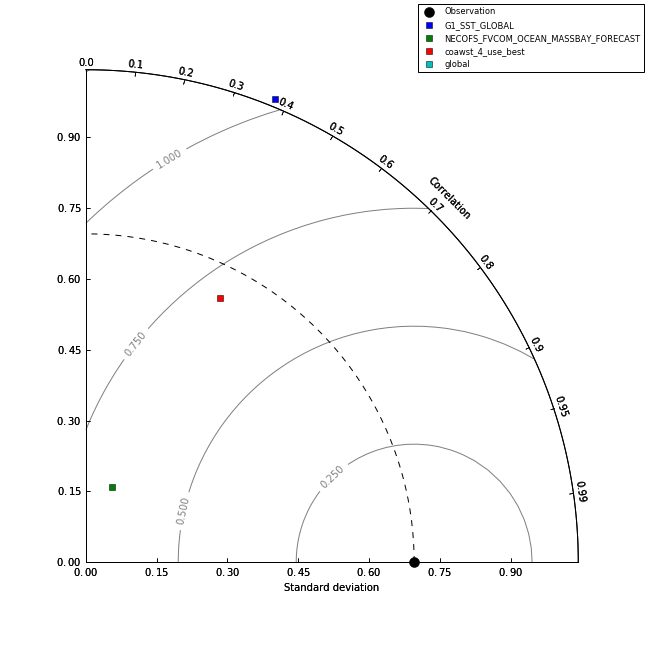 Observation
G1_SST_GLOBAL
NECOFS_FVCOM_OCEAN_MASSBAY_FORECAST
coawst_4_use_best
global
0.0
0.1
0.2
0.3
0.4
0.5
0.6
0.7
0.8
0.9
0.95
0.99
Correlation
1.000
0.750
0.500
0.250
0.90
0.75
0.60
0.45
0.30
0.15
0.00
0.00 0.15 0.30 0.45 0.60 0.75 0.90
Standard deviation